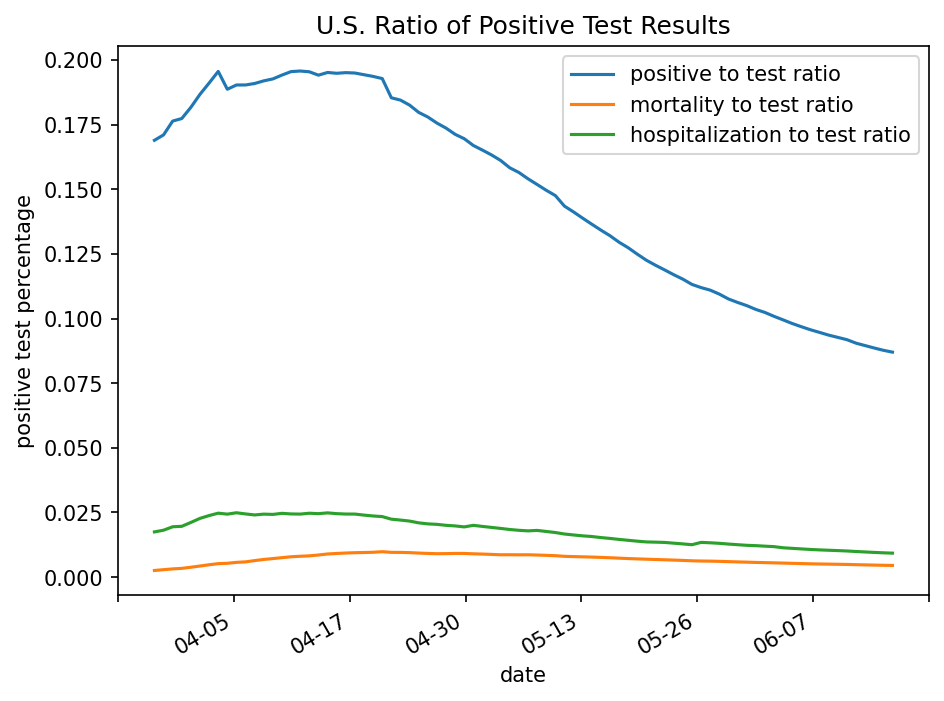 U.S. Ratio of Positive Test Results
positive to test ratio
mortality to test ratio
hospitalization to test ratio
positive test percentage
0.200
0.175
0.150
0.125
0.100
0.075
0.050
0.025
0.000
04-05
04-17
04-30
05-13
05-26
06-07
date